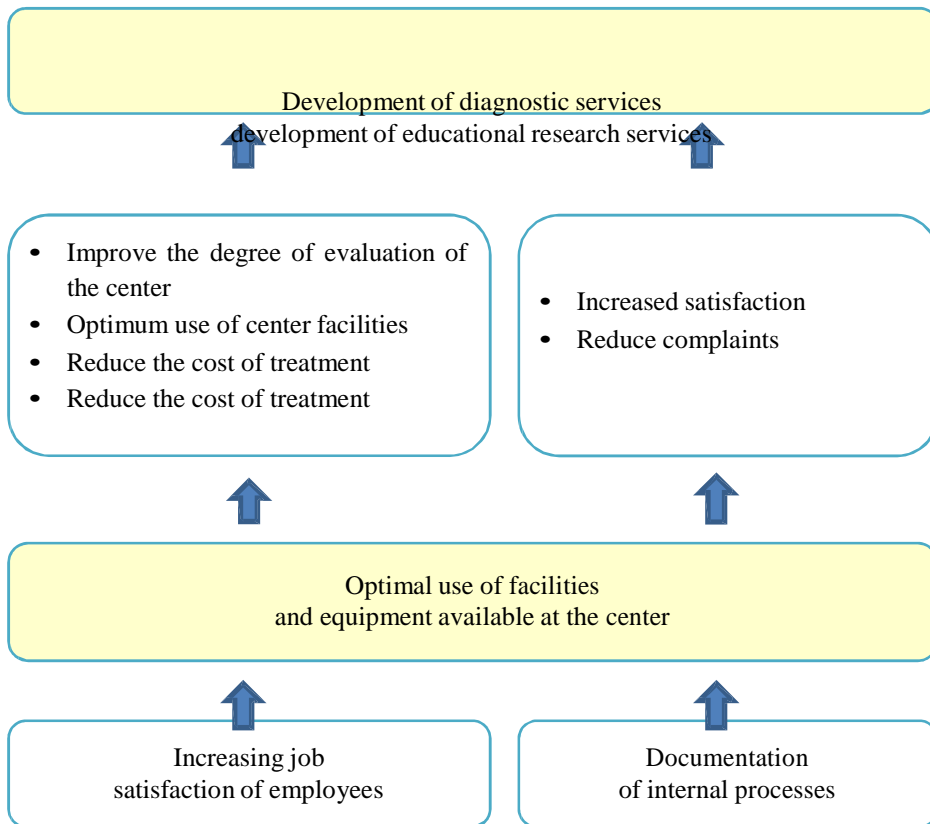 Development of diagnostic services
development of educational research services
• Improve the degree of evaluation of
the center
• Optimum use of center facilities
• Reduce the cost of treatment
• Reduce the cost of treatment
• Increased satisfaction
• Reduce complaints
Optimal use of facilities
and equipment available at the center
Increasing job
satisfaction of employees
Documentation
of internal processes